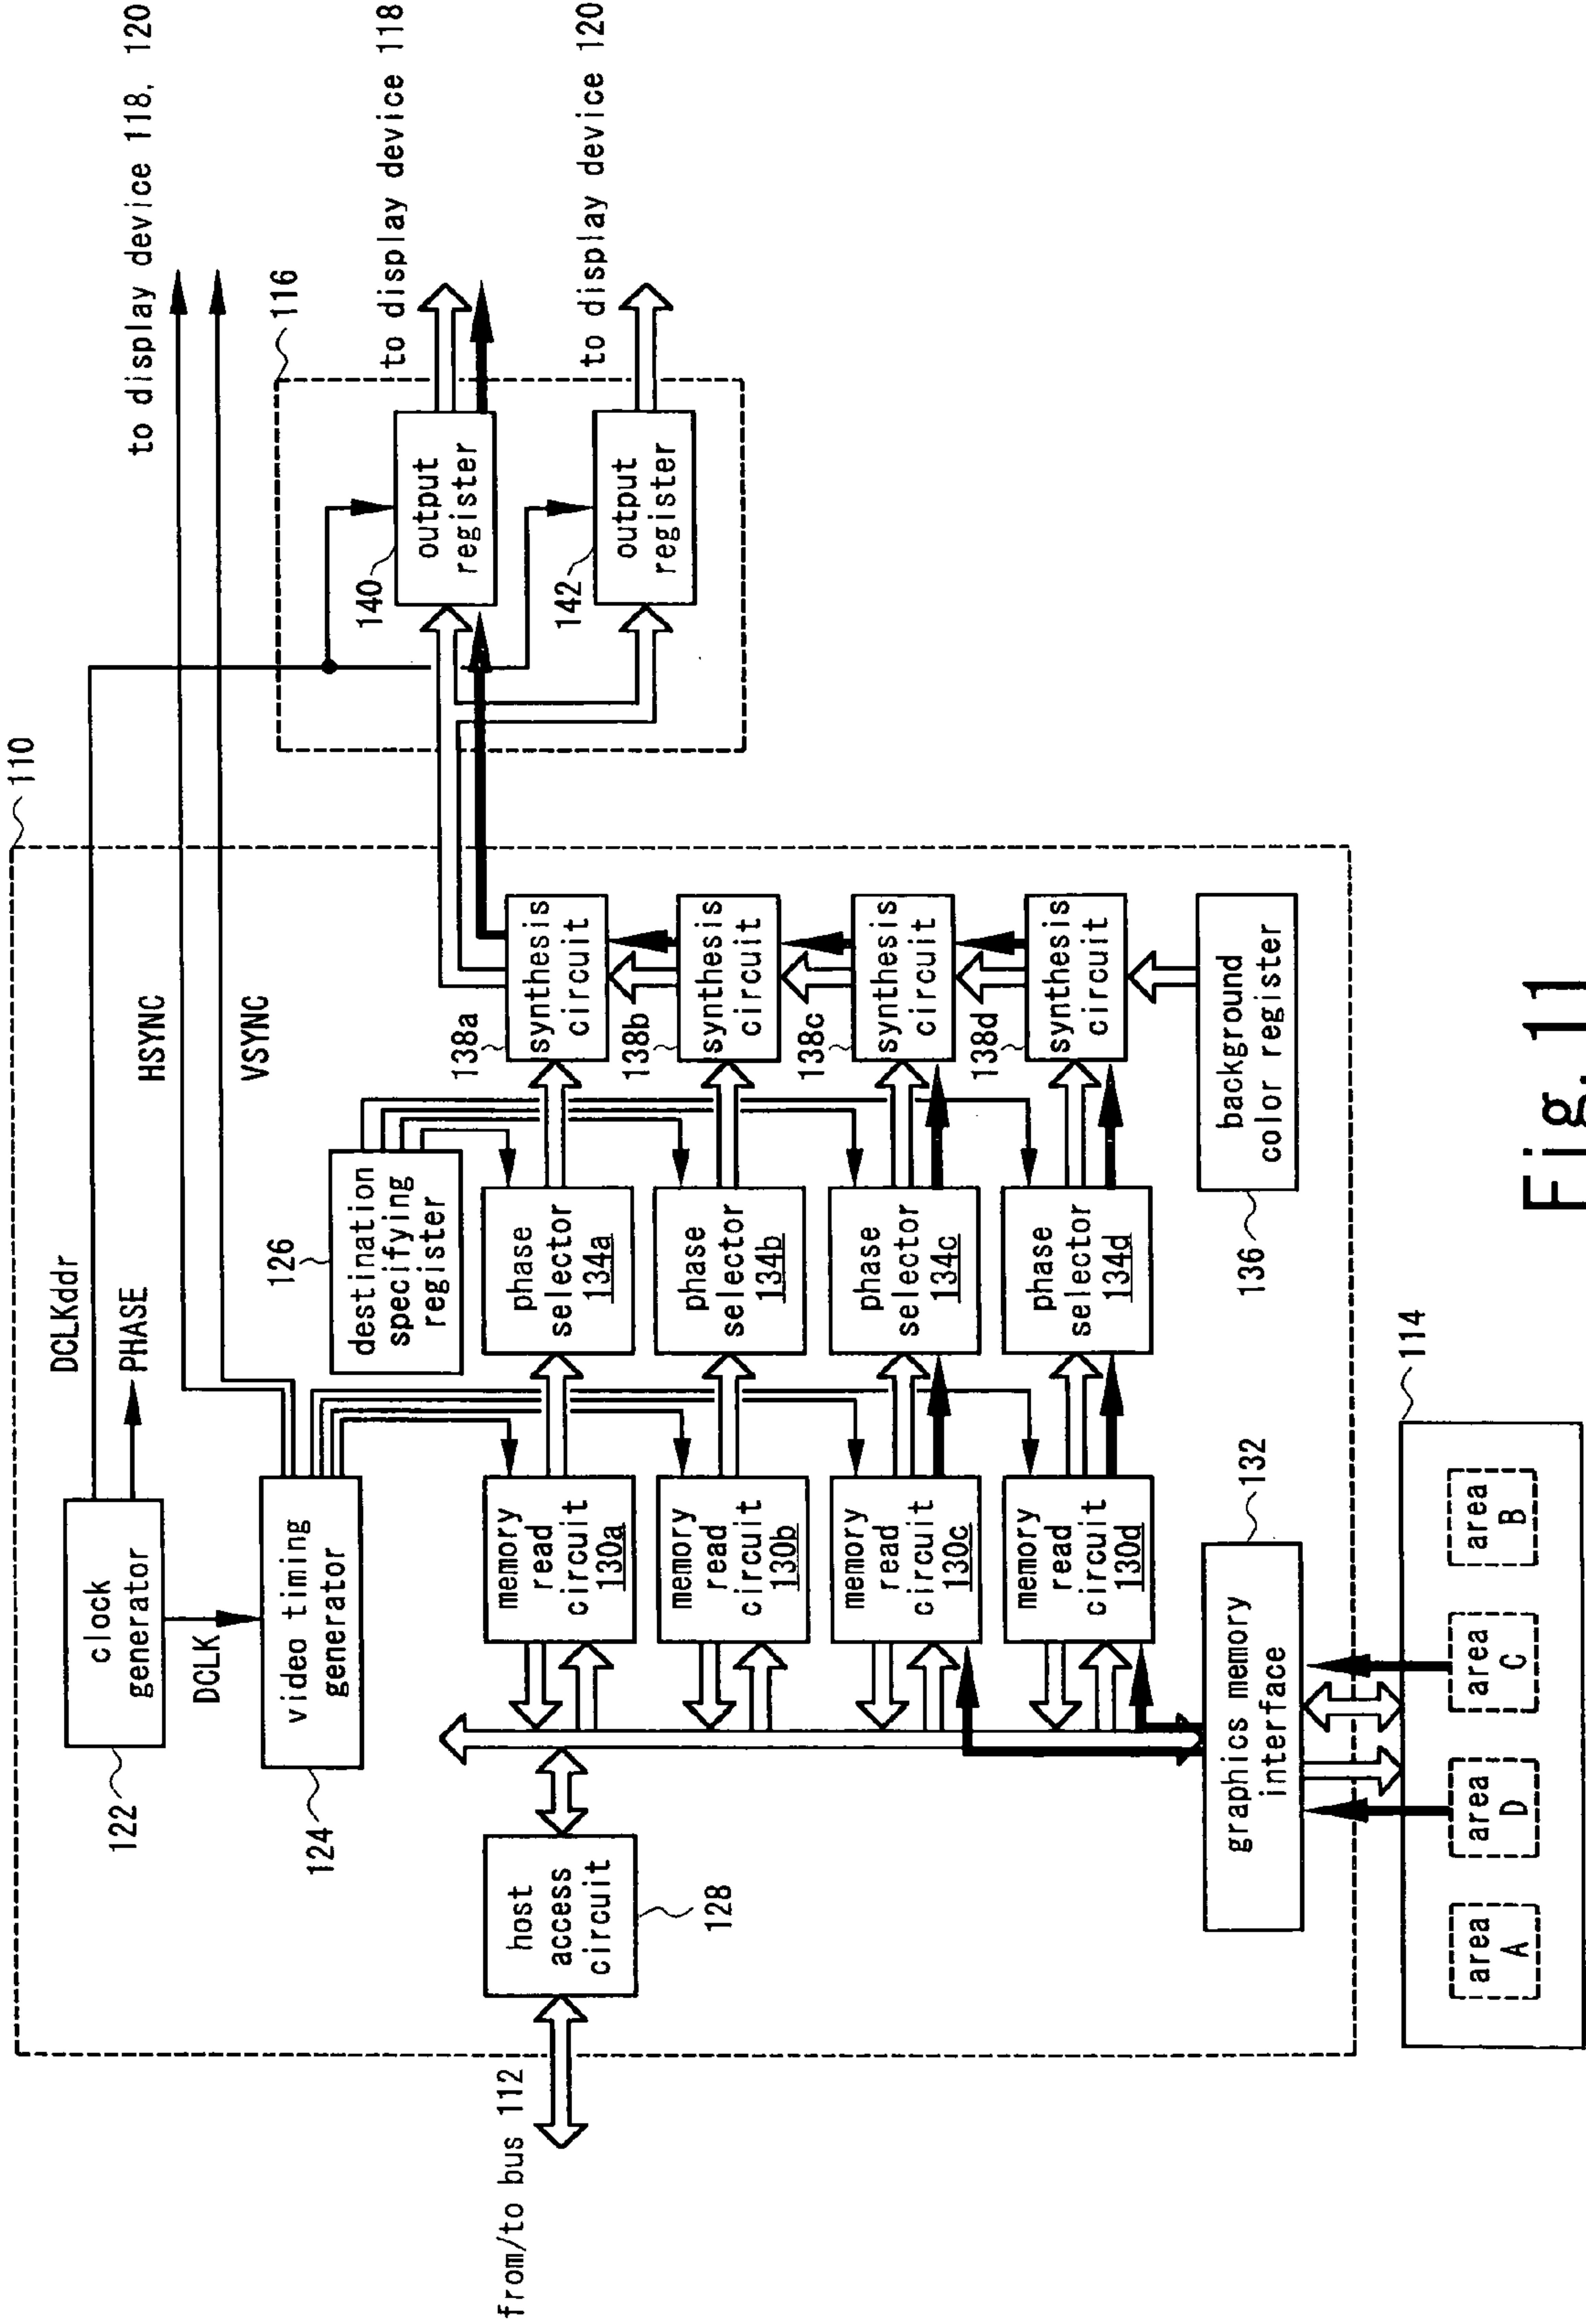 110
122
clock
generator
DCLKddr
PHASE
DCLK
HSYNC
VSYNC
to display device 118, 120
124
video timing
generator
126
destination
specifying
register
116
to display device 118
140
output
register
to display device 120
142
output
register
from/to bus 112
host
access
circuit
128
memory
read
circuit
130a
phase
selector
134a
138a
synthesis
circuit
memory
read
circuit
130b
phase
selector
134b
138b
synthesis
circuit
memory
read
circuit
130c
phase
selector
134c
138c
synthesis
circuit
memory
read
circuit
130d
phase
selector
134d
138d
synthesis
circuit
graphics memory
interface
132
136
background
color register
114
area
A
area
D
area
C
area
B
Fig. 11